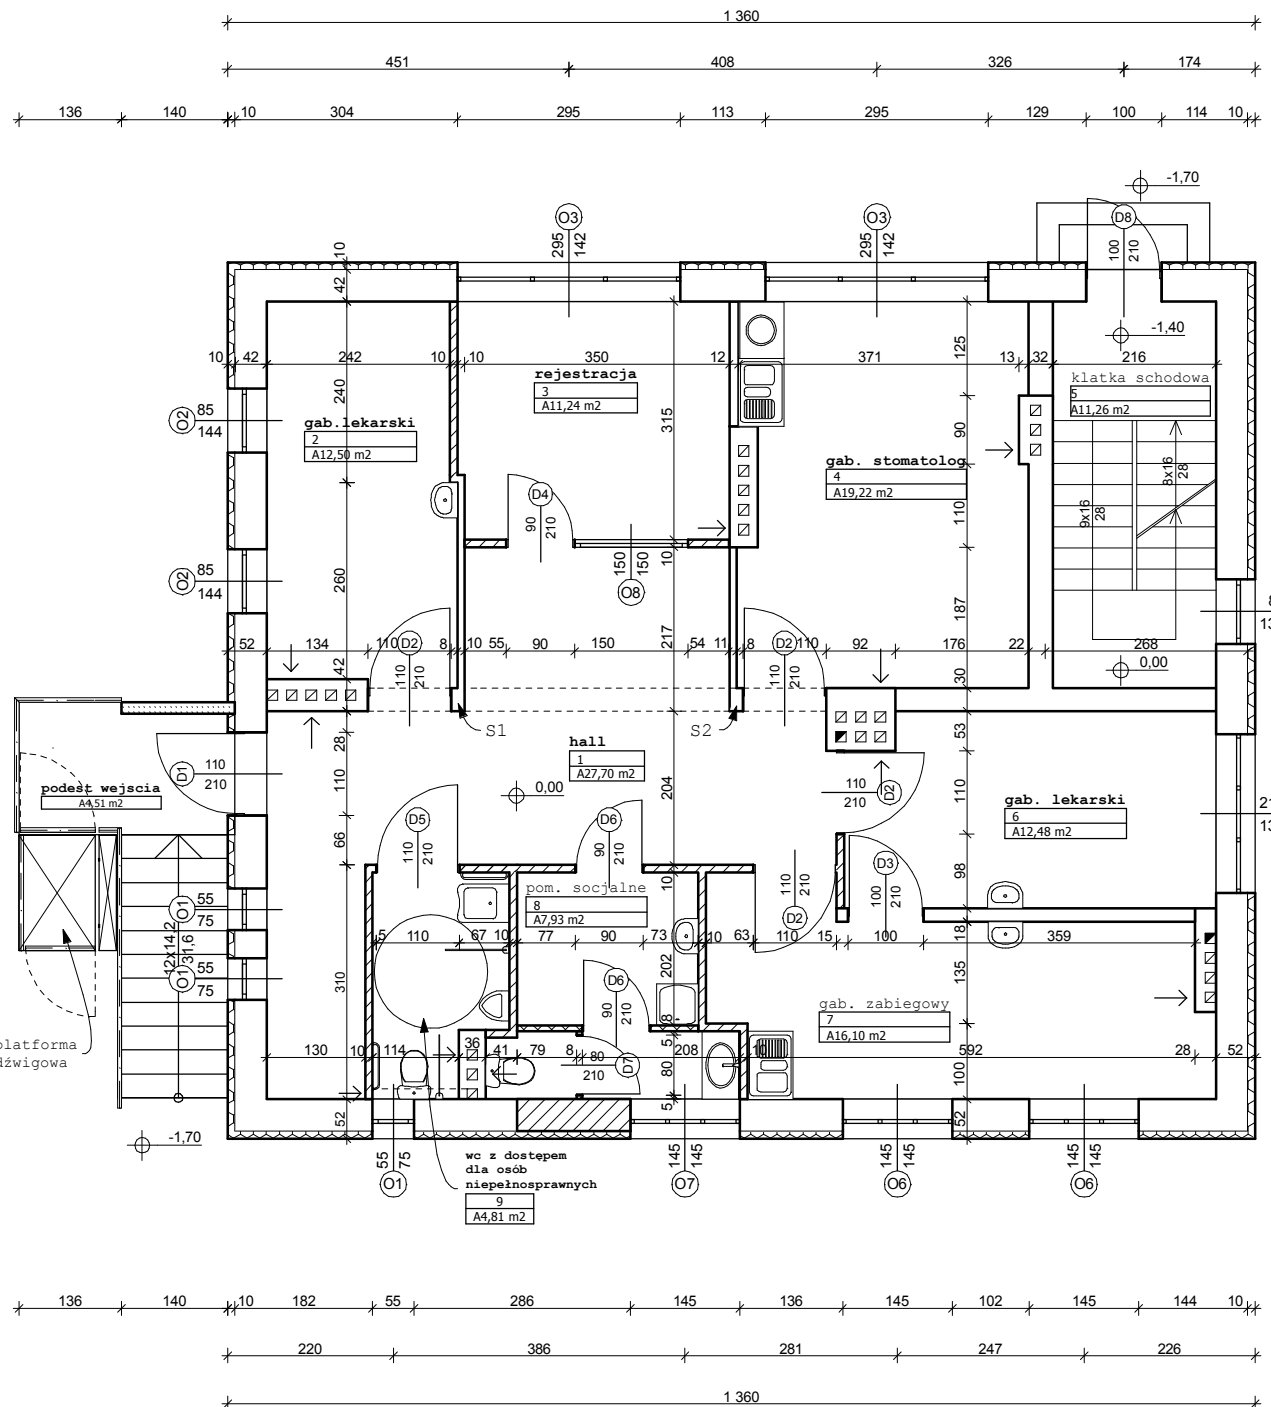 1 360
451 408 326 174
136 140 10 304 295 113 295 129 100 114 10
-1,70
O3 O3 D8
295 142 295 142 100 210
10
42
-1,40
10 42 242 10 10 350 12 371 13 32 216
125
240
rejestracja
3
A11,24 m2
klatka schodowa
5
A11,26 m2
O2 85
144
gab.lekarski
2
A12,50 m2
315
90
gab. stomatolog
4
A19,22 m2
8x16
28
9x16
28
D4
90 210
110
O2 85
144
260
150 150
O8
10
187
8
13
52 134 110 D2 8 10 55 90 150 217 54 11 8 D2 110 92 176 22 268
110 210
110 210
42
30
0,00
S1 S2
28
53
hall
1
A27,70 m2
D1 110
210
110
0,00
204
110
210 D2
110
podest wejscia
A4,51 m2
gab. lekarski
6
A12,48 m2
21
13
66
D5
110 210
D6
90 210
D3
100 210
98
110 210
D2
10
pom. socjalne
8
A7,93 m2
O1 55
75
12x14,2
31,6
5 110 67 10 77 90 73 10 63 110 15 100 18 359
202
135
310
O1 55
75
D6
90 210
gab. zabiegowy
7
A16,10 m2
platforma
dźwigowa
18
5
130 10 114 36 41 79 8 80
210 D7 208 10 592 28 52
80
100
5
52
52
-1,70
55 75
O1
wc z dostępem
dla osób
niepełnosprawnych
9
A4,81 m2
145 145
O7
145 145
O6
145 145
O6
136 140 10 182 55 286 145 136 145 102 145 144 10
220 386 281 247 226
1 360